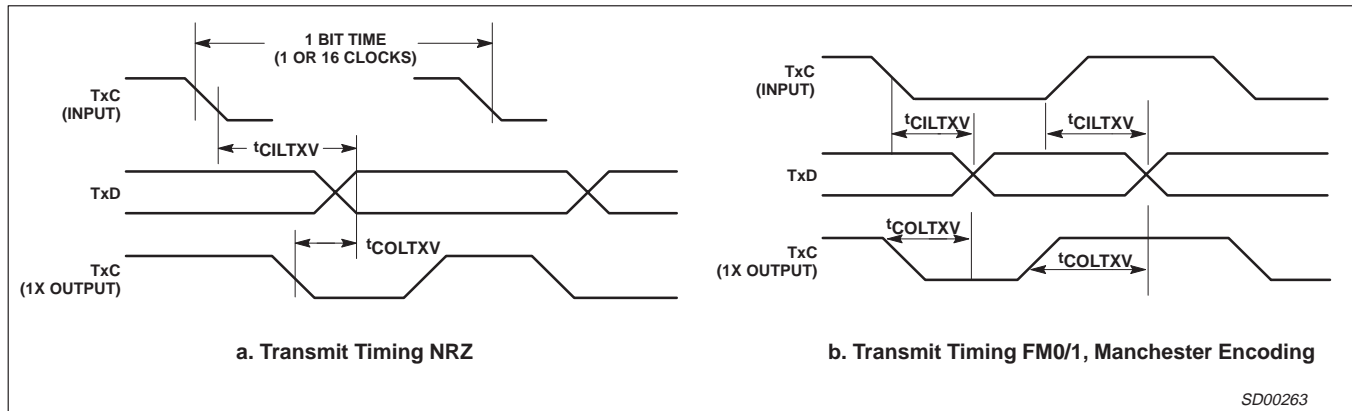 1 BIT TIME
(1 OR 16 CLOCKS)
TxC
(INPUT)
tCILTXV
TxD
tCOLTXV
TxC
(1X OUTPUT)
a. Transmit Timing NRZ
TxC
(INPUT)
tCILTXV
tCILTXV
TxD
tCOLTXV
tCOLTXV
TxC
(1X OUTPUT)
b. Transmit Timing FM0/1, Manchester Encoding
SD00263